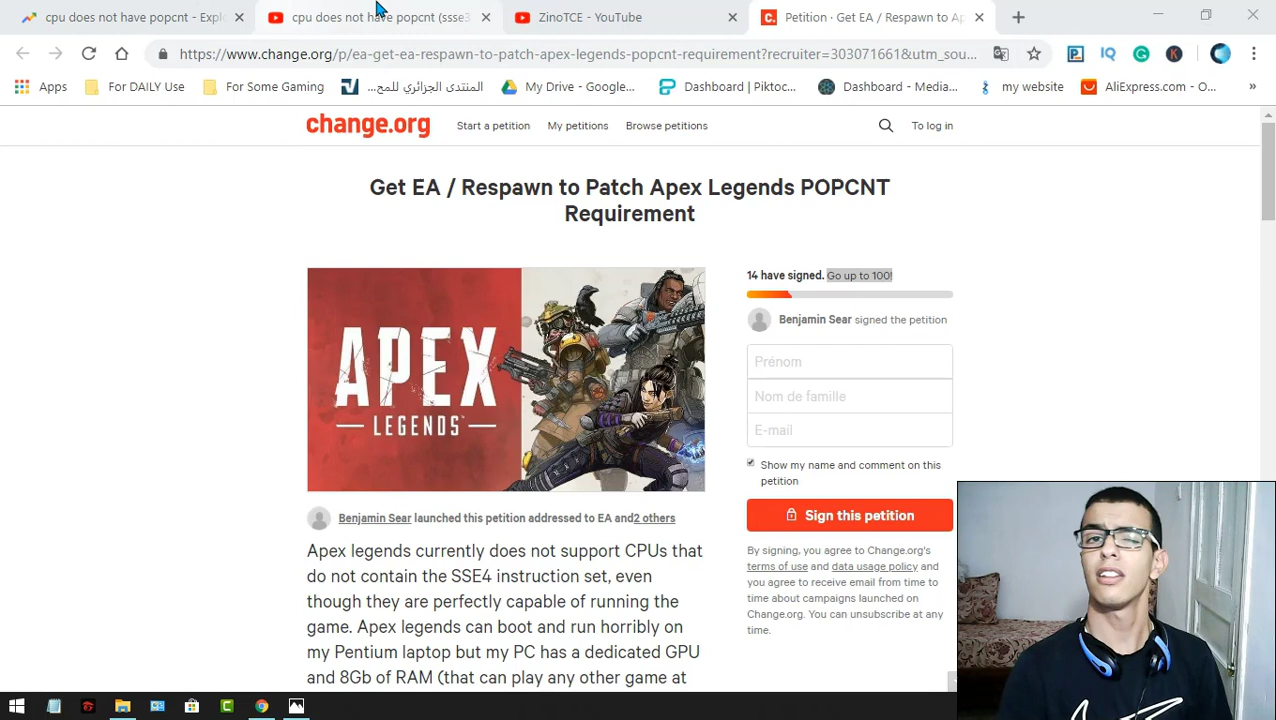 cpu does not have popcnt - Explo
cpu does not have popcnt (ssse3
ZinoTCE - YouTube
Petition · Get EA / Respawn to Ap
https://www.change.org/p/ea-get-ea-respawn-to-patch-apex-legends-popcnt-requirement?recruiter=303071661&utm_sou...
Apps
For DAILY Use
For Some Gaming
المنتدى الجزائري للمح...
My Drive - Google...
Dashboard | Piktoc...
Dashboard - Media...
my website
AliExpress.com - O...
change.org
Start a petition
My petitions
Browse petitions
To log in
Get EA / Respawn to Patch Apex Legends POPCNT
Requirement
14 have signed. Go up to 100!
Benjamin Sear signed the petition
Prénom
Nom de famille
E-mail
Show my name and comment on this
petition
Sign this petition
By signing, you agree to Change.org's
terms of use and data usage policy and
you agree to receive email from time to
time about campaigns launched on
Change.org. You can unsubscribe at any
time.
APEX
LEGENDS
Benjamin Sear launched this petition addressed to EA and 2 others
Apex legends currently does not support CPUs that
do not contain the SSE4 instruction set, even
though they are perfectly capable of running the
game. Apex legends can boot and run horribly on
my Pentium laptop but my PC has a dedicated GPU
and 8Gb of RAM (that can play any other game at